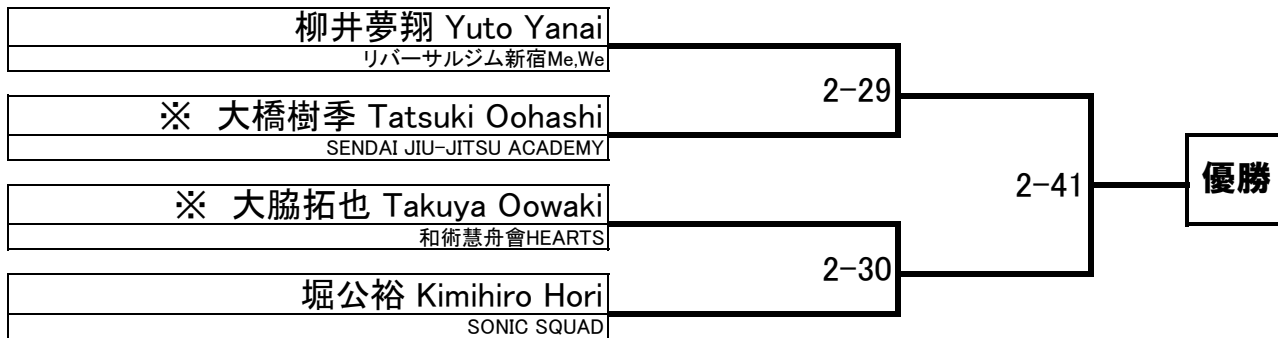 柳井夢翔 Yuto Yanai
リバーサルジム新宿Me,We
2-29
※ 大橋樹季 Tatsuki Oohashi
SENDAI JIU-JITSU ACADEMY
2-41
優勝
※ 大脇拓也 Takuya Oowaki
和術慧舟會HEARTS
2-30
堀公裕 Kimihiro Hori
SONIC SQUAD